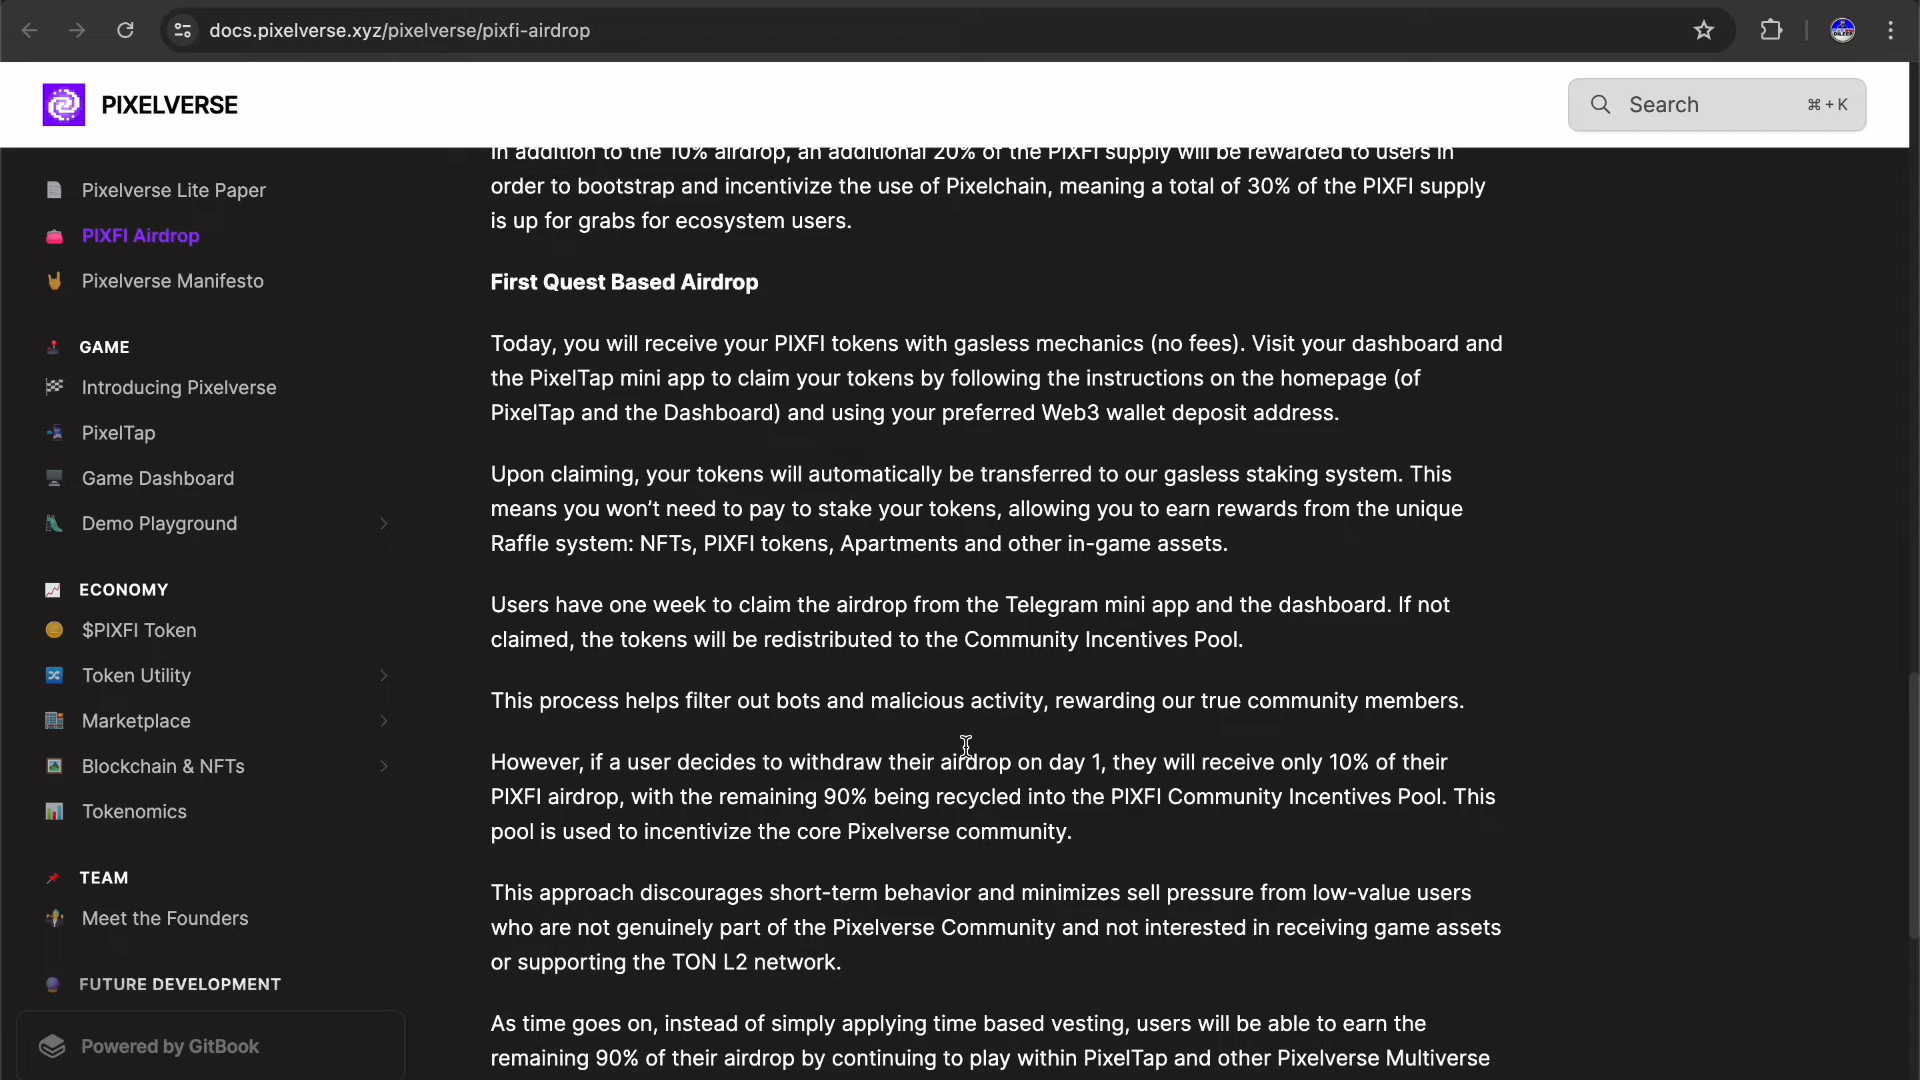 docs.pixelverse.xyz/pixelverse/pixfi-airdrop
PIXELVERSE
Search
⌘ + K
Pixelverse Lite Paper
PIXFI Airdrop
Pixelverse Manifesto
GAME
Introducing Pixelverse
PixelTap
Game Dashboard
Demo Playground
ECONOMY
$PIXFI Token
Token Utility
Marketplace
Blockchain & NFTs
Tokenomics
TEAM
Meet the Founders
FUTURE DEVELOPMENT
Powered by GitBook
In addition to the 10% airdrop, an additional 20% of the PIXFI supply will be rewarded to users in
order to bootstrap and incentivize the use of Pixelchain, meaning a total of 30% of the PIXFI supply
is up for grabs for ecosystem users.
First Quest Based Airdrop
Today, you will receive your PIXFI tokens with gasless mechanics (no fees). Visit your dashboard and
the PixelTap mini app to claim your tokens by following the instructions on the homepage (of
PixelTap and the Dashboard) and using your preferred Web3 wallet deposit address.
Upon claiming, your tokens will automatically be transferred to our gasless staking system. This
means you won’t need to pay to stake your tokens, allowing you to earn rewards from the unique
Raffle system: NFTs, PIXFI tokens, Apartments and other in-game assets.
Users have one week to claim the airdrop from the Telegram mini app and the dashboard. If not
claimed, the tokens will be redistributed to the Community Incentives Pool.
This process helps filter out bots and malicious activity, rewarding our true community members.
However, if a user decides to withdraw their airdrop on day 1, they will receive only 10% of their
PIXFI airdrop, with the remaining 90% being recycled into the PIXFI Community Incentives Pool. This
pool is used to incentivize the core Pixelverse community.
This approach discourages short-term behavior and minimizes sell pressure from low-value users
who are not genuinely part of the Pixelverse Community and not interested in receiving game assets
or supporting the TON L2 network.
As time goes on, instead of simply applying time based vesting, users will be able to earn the
remaining 90% of their airdrop by continuing to play within PixelTap and other Pixelverse Multiverse